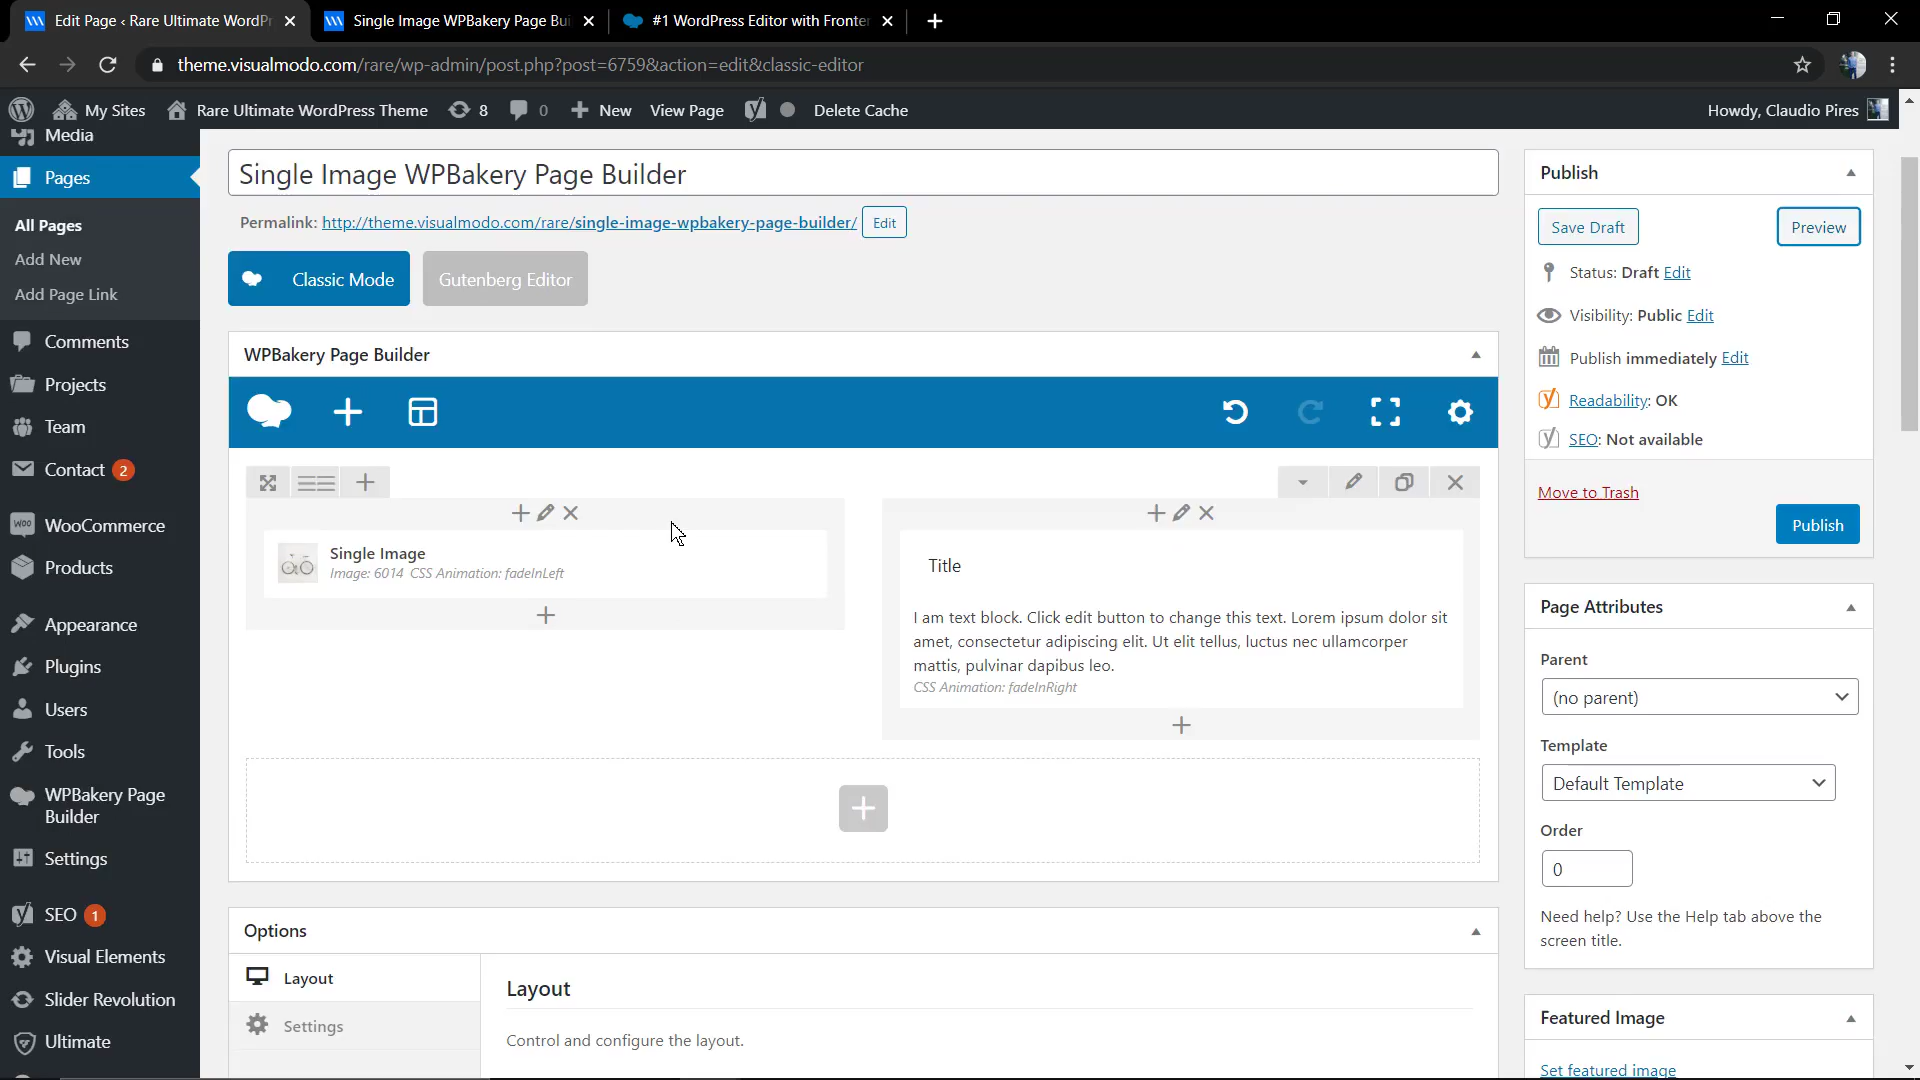 Edit Page ‹ Rare Ultimate WordPr
Single Image WPBakery Page Bui
#1 WordPress Editor with Fronte
theme.visualmodo.com/rare/wp-admin/post.php?post=6759&action=edit&classic-editor
My Sites
Rare Ultimate WordPress Theme
8
0
New
View Page
Delete Cache
Howdy, Claudio Pires
Media
Pages
All Pages
Add New
Add Page Link
Comments
Projects
Team
Contact 2
WooCommerce
Products
Appearance
Plugins
Users
Tools
WPBakery Page
Builder
Settings
SEO 1
Visual Elements
Slider Revolution
Ultimate
Single Image WPBakery Page Builder
Permalink: http://theme.visualmodo.com/rare/single-image-wpbakery-page-builder/ Edit
Classic Mode
Gutenberg Editor
WPBakery Page Builder
Single Image
Image: 6014 CSS Animation: fadeInLeft
Title
I am text block. Click edit button to change this text. Lorem ipsum dolor sit
amet, consectetur adipiscing elit. Ut elit tellus, luctus nec ullamcorper
mattis, pulvinar dapibus leo.
CSS Animation: fadeInRight
Options
Layout
Settings
Layout
Control and configure the layout.
Publish
Save Draft
Preview
Status: Draft Edit
Visibility: Public Edit
Publish immediately Edit
Readability: OK
SEO: Not available
Move to Trash
Publish
Page Attributes
Parent
(no parent)
Template
Default Template
Order
0
Need help? Use the Help tab above the
screen title.
Featured Image
Set featured image